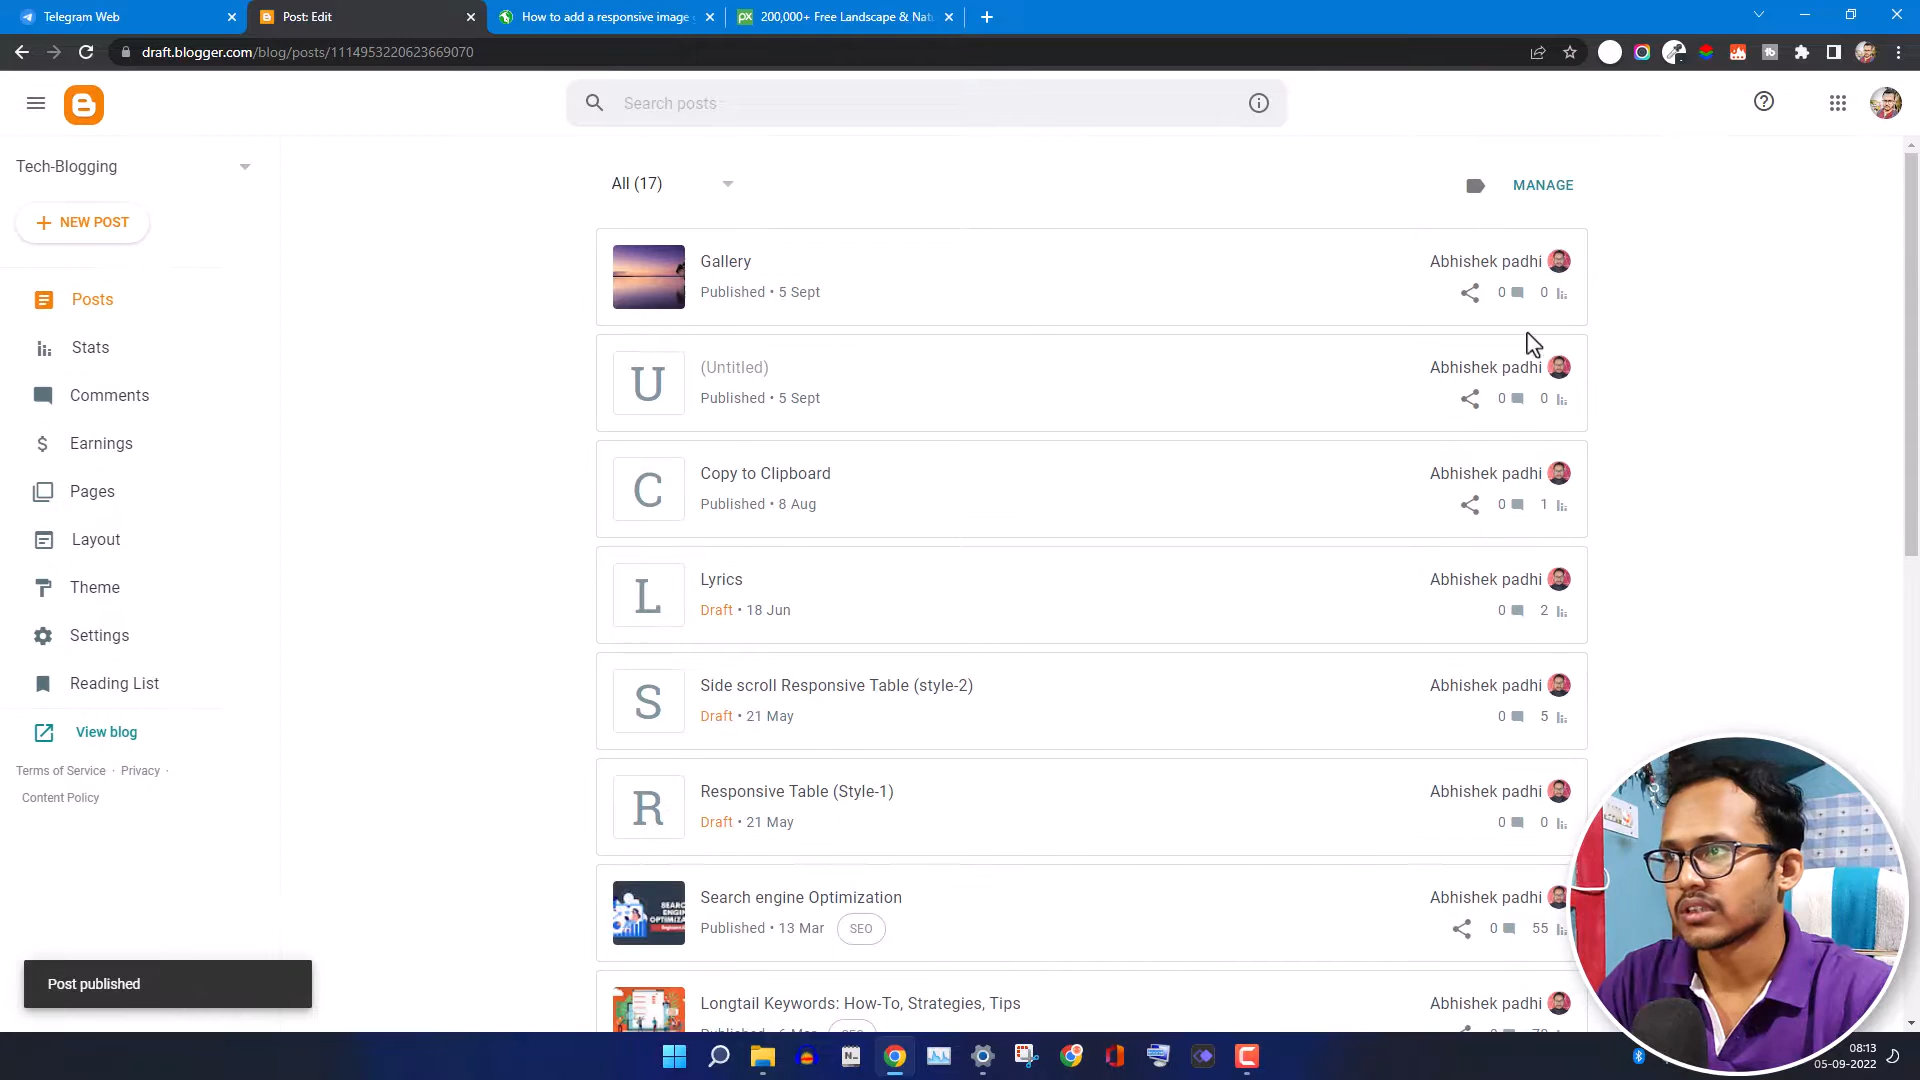 Telegram Web
Post: Edit
How to add a responsive image
200,000+ Free Landscape & Natu
draft.blogger.com/blog/posts/1114953220623669070
Search posts
Tech-Blogging
All (17)
MANAGE
NEW POST
Gallery
Abhishek padhi
Published • 5 Sept
0
0
Posts
Stats
Comments
Earnings
Pages
Layout
Theme
Settings
Reading List
View blog
Terms of Service · Privacy ·
Content Policy
U
(Untitled)
Abhishek padhi
Published • 5 Sept
0
0
C
Copy to Clipboard
Abhishek padhi
Published • 8 Aug
0
1
L
Lyrics
Abhishek padhi
Draft • 18 Jun
0
2
S
Side scroll Responsive Table (style-2)
Abhishek padhi
Draft • 21 May
0
5
R
Responsive Table (Style-1)
Abhishek padhi
Draft • 21 May
0
0
Search engine Optimization
Abhishek padhi
Published • 13 Mar
SEO
0
55
Longtail Keywords: How-To, Strategies, Tips
Abhishek padhi
Post published
08:13
05-09-2022